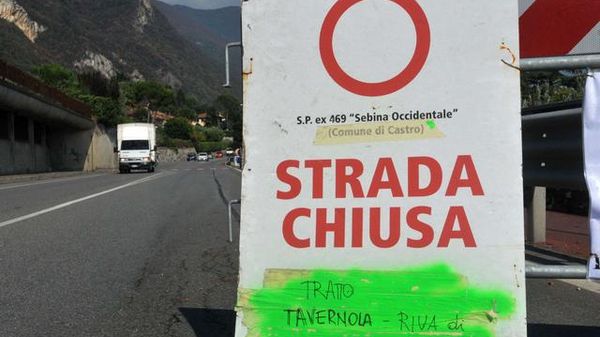 S.P. ex 469 "Sebina Occidentale"
(Comune di Castro)
STRADA
CHIUSA
TRATTO
TAVERNOLA - RIVA di